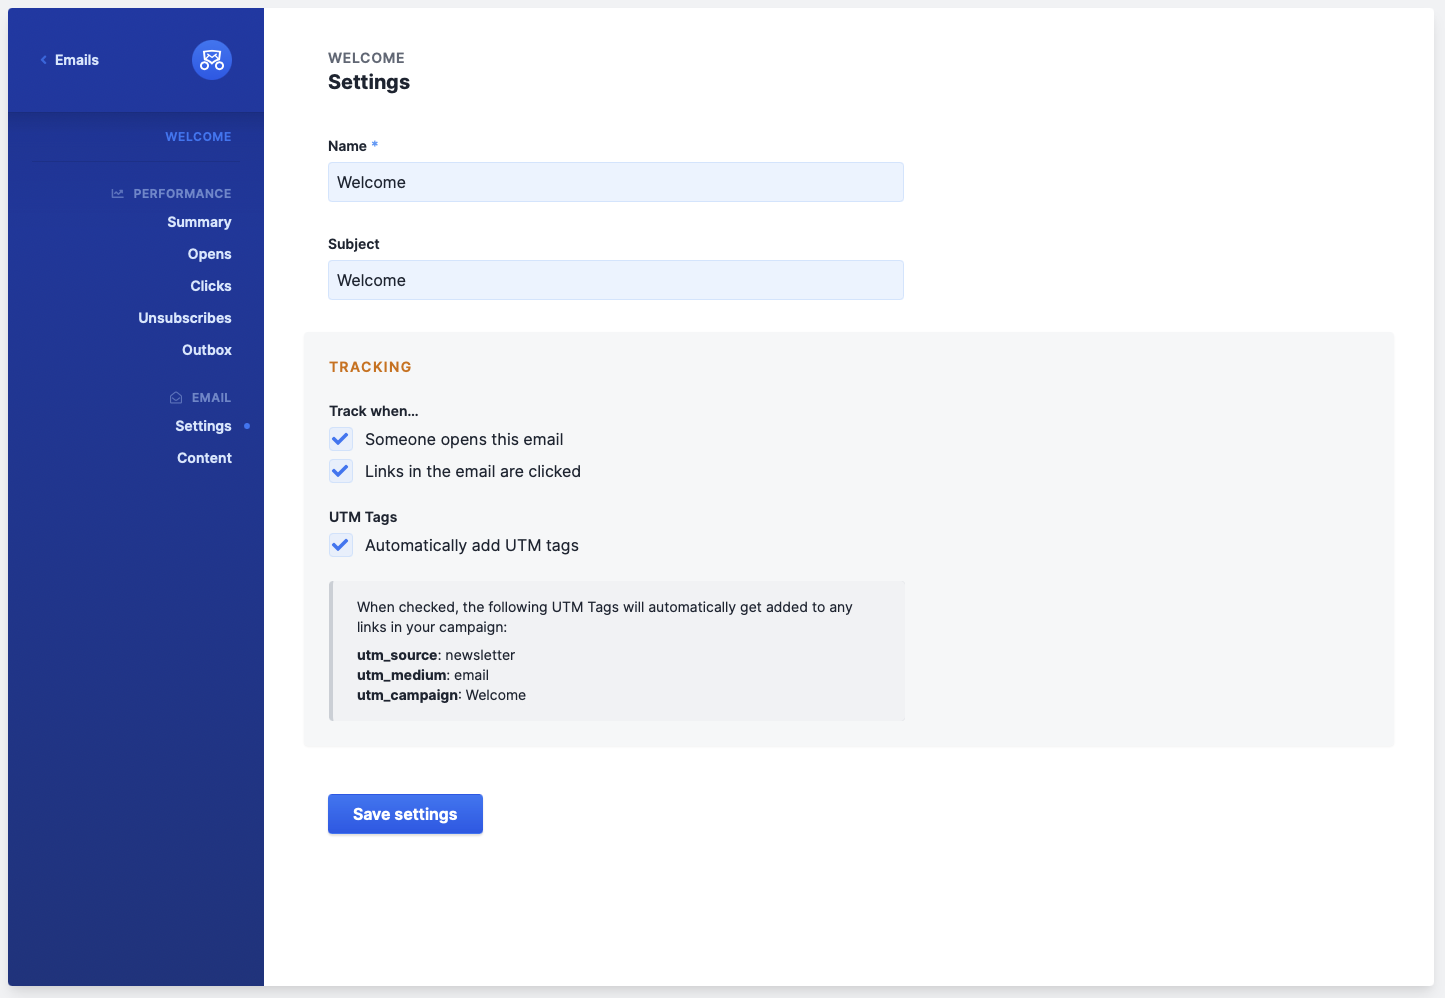 Emails
WELCOME
PERFORMANCE
Summary
Opens
Clicks
Unsubscribes
Outbox
EMAIL
Settings
Content
WELCOME
Settings
Name *
Welcome
Subject
Welcome
TRACKING
Track when...
Someone opens this email
Links in the email are clicked
UTM Tags
Automatically add UTM tags
When checked, the following UTM Tags will automatically get added to any
links in your campaign:
utm_source: newsletter
utm_medium: email
utm_campaign: Welcome
Save settings